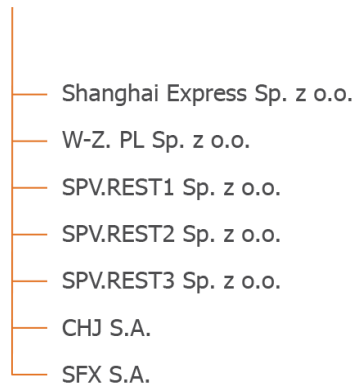 Shanghai Express Sp. z o.o.
W-Z. PL Sp. z o.o.
SPV.REST1 Sp. z o.o.
SPV.REST2 Sp. z o.o.
SPV.REST3 Sp. z o.o.
CHJ S.A.
SFX S.A.